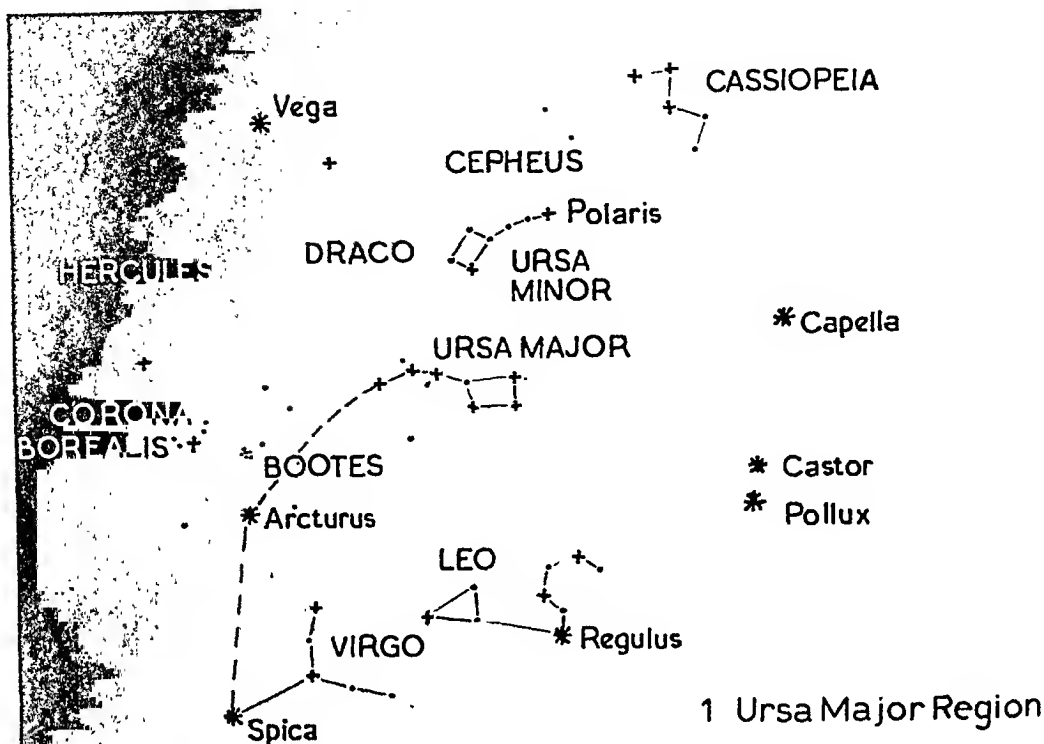 CASSIOPEIA
Vega
CEPHEUS
Polaris
DRACO
URSA
MINOR
HERCULES
Capella
URSA MAJOR
CORONA
BOREALIS
BOOTES
Castor
Pollux
Arcturus
LEO
Regulus
VIRGO
Spica
1 Ursa Major Region